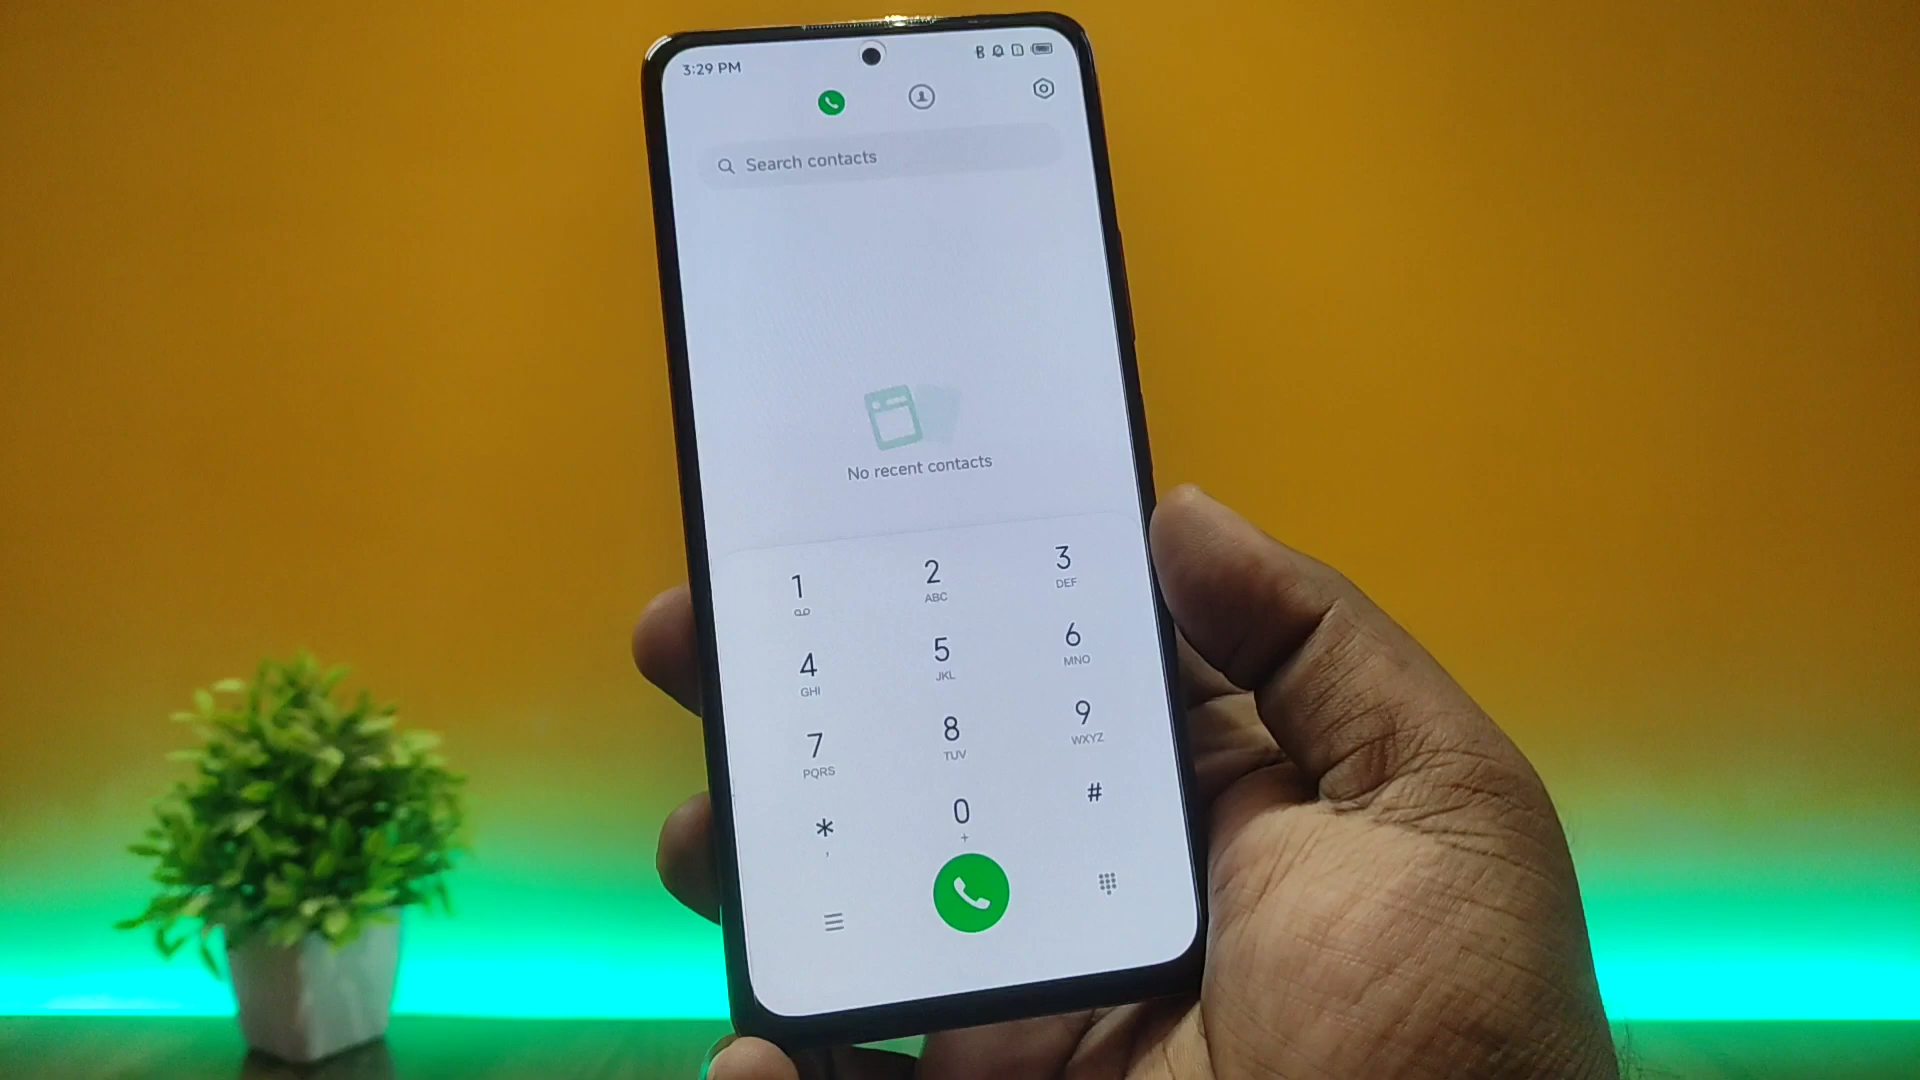 3:29 PM
Search contacts
No recent contacts
1 2 3
ABC DEF
4 5 6
GHI JKL MNO
7 8 9
PQRS TUV WXYZ
* 0 #
, +